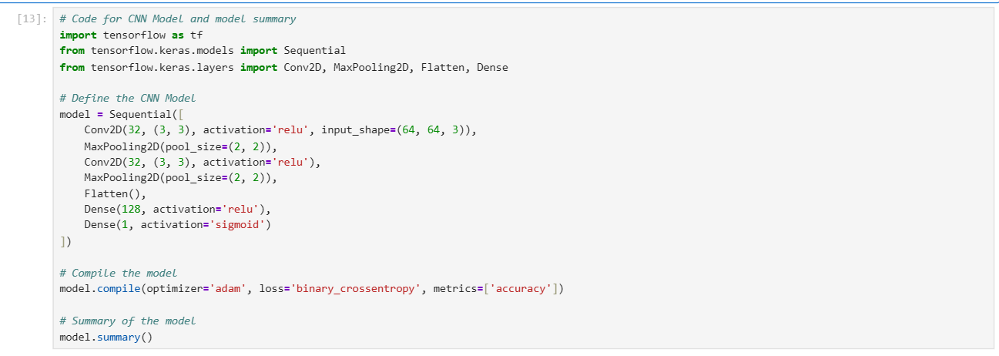 [13]: # Code for CNN Model and model summary
import tensorflow as tf
from tensorflow.keras.models import Sequential
from tensorflow.keras.layers import Conv2D, MaxPooling2D, Flatten, Dense

# Define the CNN Model
model = Sequential([
    Conv2D(32, (3, 3), activation='relu', input_shape=(64, 64, 3)),
    MaxPooling2D(pool_size=(2, 2)),
    Conv2D(32, (3, 3), activation='relu'),
    MaxPooling2D(pool_size=(2, 2)),
    Flatten(),
    Dense(128, activation='relu'),
    Dense(1, activation='sigmoid')
])

# Compile the model
model.compile(optimizer='adam', loss='binary_crossentropy', metrics=['accuracy'])

# Summary of the model
model.summary()